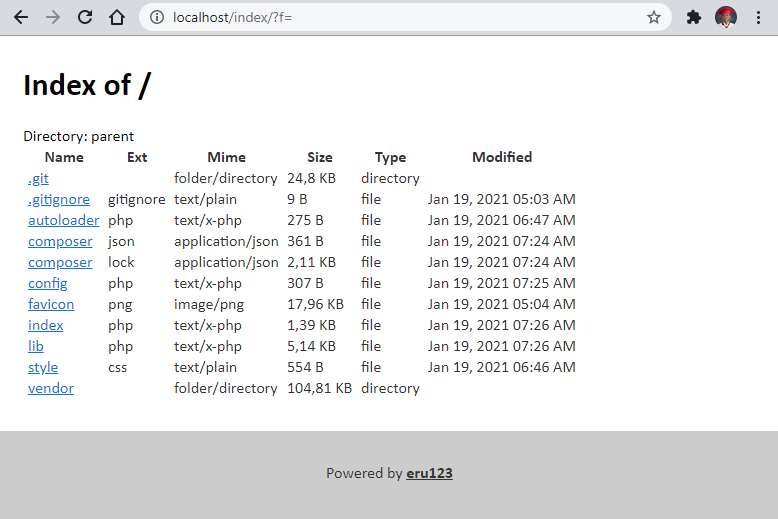 localhost/index/?f=
Index of /
Directory: parent
Name Ext Mime Size Type Modified
.git folder/directory 24,8 KB directory
.gitignore gitignore text/plain 9 B file Jan 19, 2021 05:03 AM
autoloader php text/x-php 275 B file Jan 19, 2021 06:47 AM
composer json application/json 361 B file Jan 19, 2021 07:24 AM
composer lock application/json 2,11 KB file Jan 19, 2021 07:24 AM
config php text/x-php 307 B file Jan 19, 2021 07:25 AM
favicon png image/png 17,96 KB file Jan 19, 2021 05:04 AM
index php text/x-php 1,39 KB file Jan 19, 2021 07:26 AM
lib php text/x-php 5,14 KB file Jan 19, 2021 07:26 AM
style css text/plain 554 B file Jan 19, 2021 06:46 AM
vendor folder/directory 104,81 KB directory
Powered by eru123